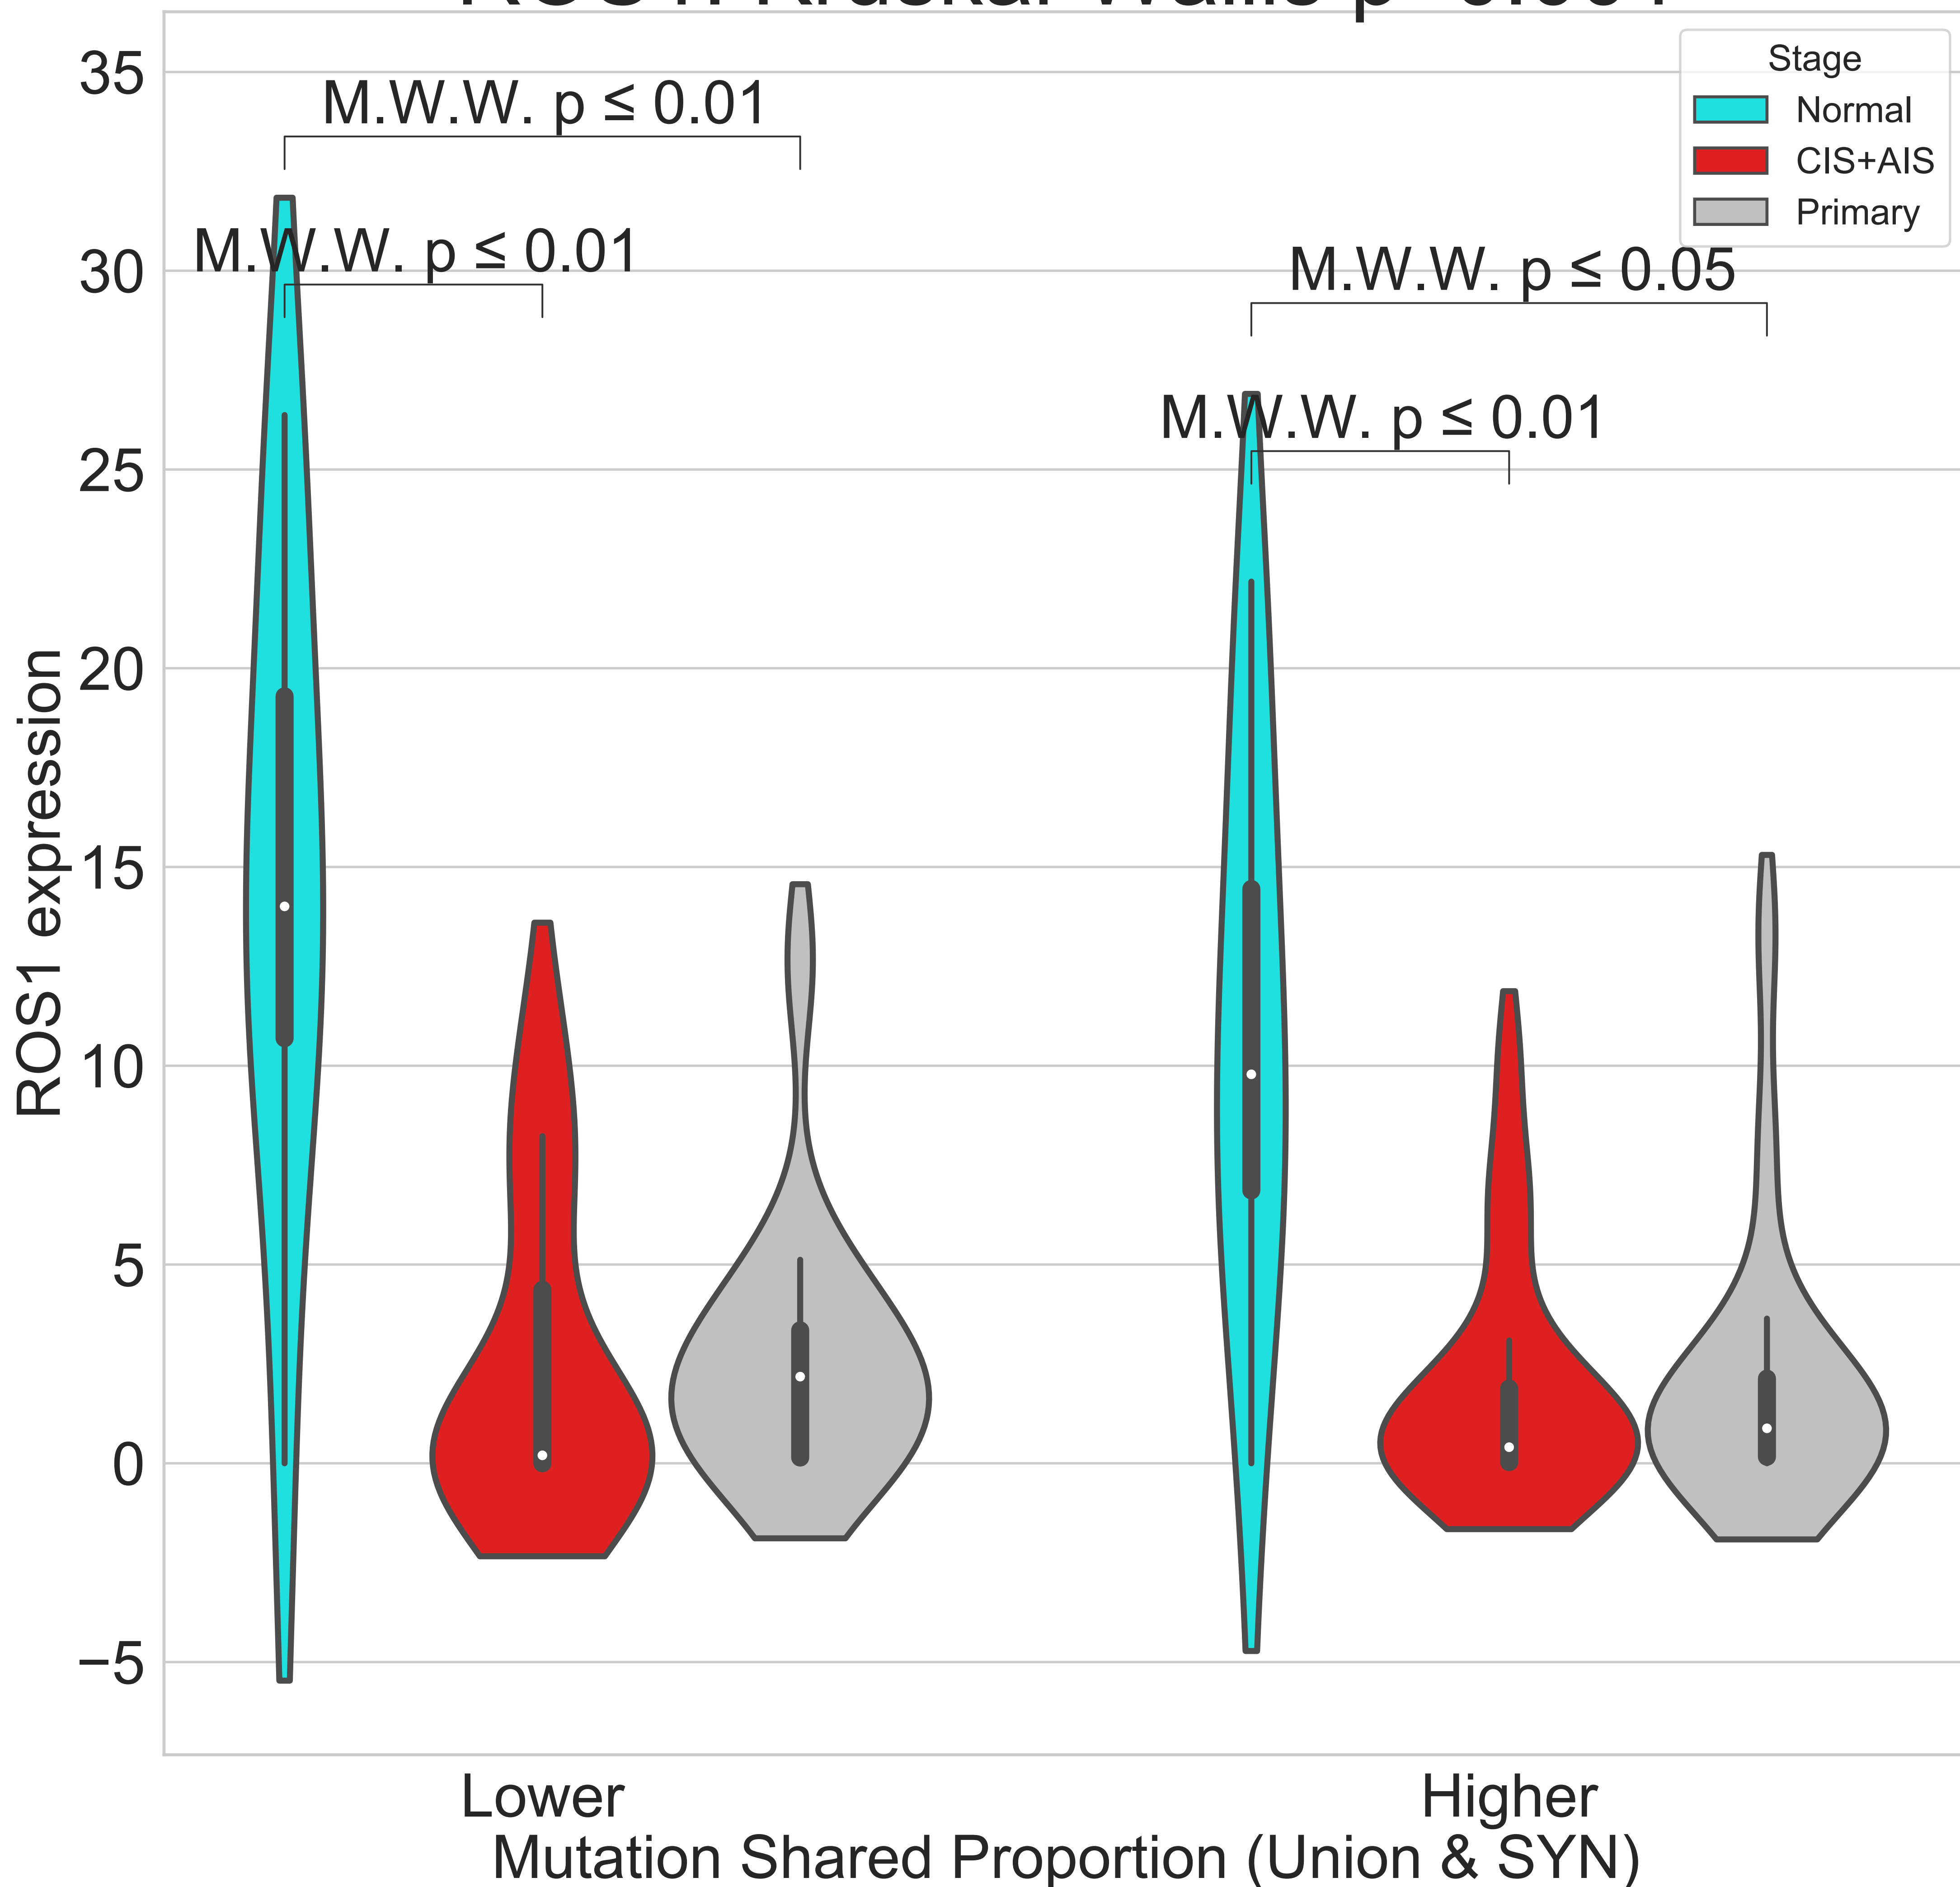 35
30
25
20
15
10
5
0
−5
ROS1 expression
M.W.W. p ≤ 0.01
M.W.W. p ≤ 0.01
M.W.W. p ≤ 0.05
M.W.W. p ≤ 0.01
Stage
Normal
CIS+AIS
Primary
Lower
Higher
Mutation Shared Proportion (Union & SYN)